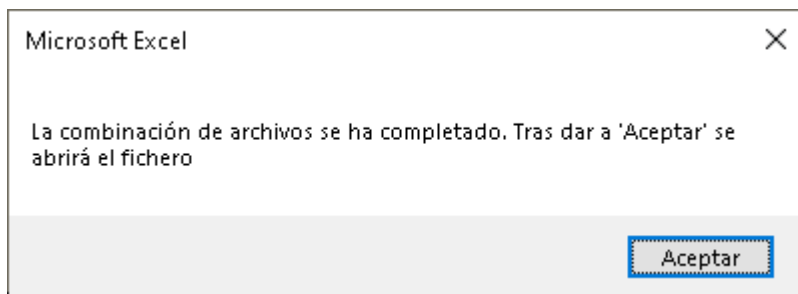 Microsoft Excel
La combinación de archivos se ha completado. Tras dar a 'Aceptar' se
abrirá el fichero
Aceptar